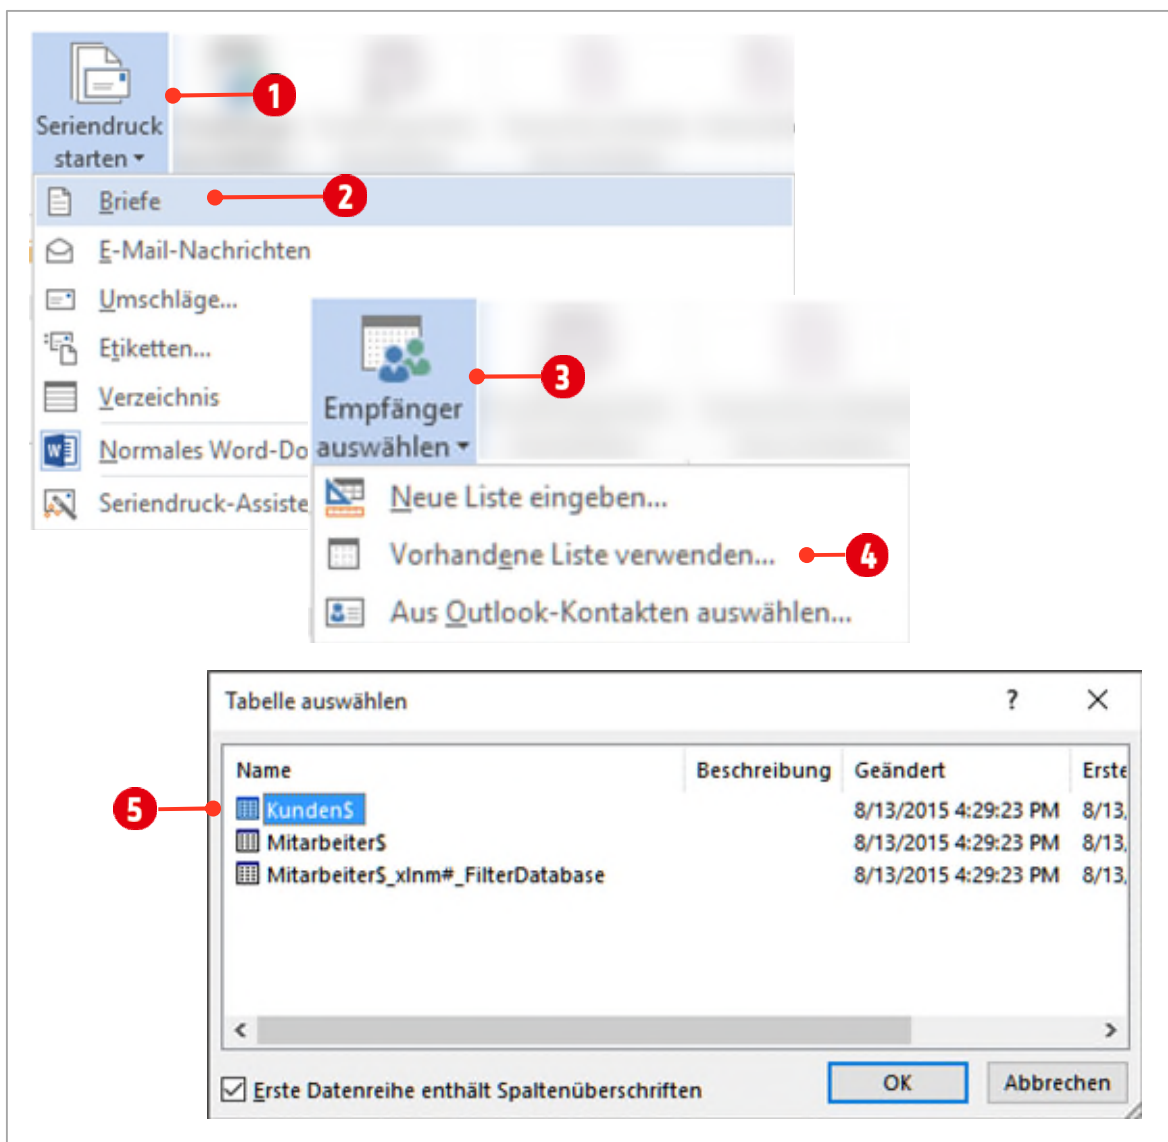 Seriendruck
starten
1
Briefe
2
E-Mail-Nachrichten
Umschläge...
Etiketten...
Verzeichnis
Normales Word-Do
Seriendruck-Assiste
Empfänger
auswählen
3
Neue Liste eingeben...
Vorhandene Liste verwenden...
4
Aus Outlook-Kontakten auswählen...
Tabelle auswählen ?
Name Beschreibung Geändert Erste
5
Kunden$ 8/13/2015 4:29:23 PM 8/13,
Mitarbeiter$ 8/13/2015 4:29:23 PM 8/13,
Mitarbeiter$_xlnm#_FilterDatabase 8/13/2015 4:29:23 PM 8/13,
Erste Datenreihe enthält Spaltenüberschriften
OK Abbrechen